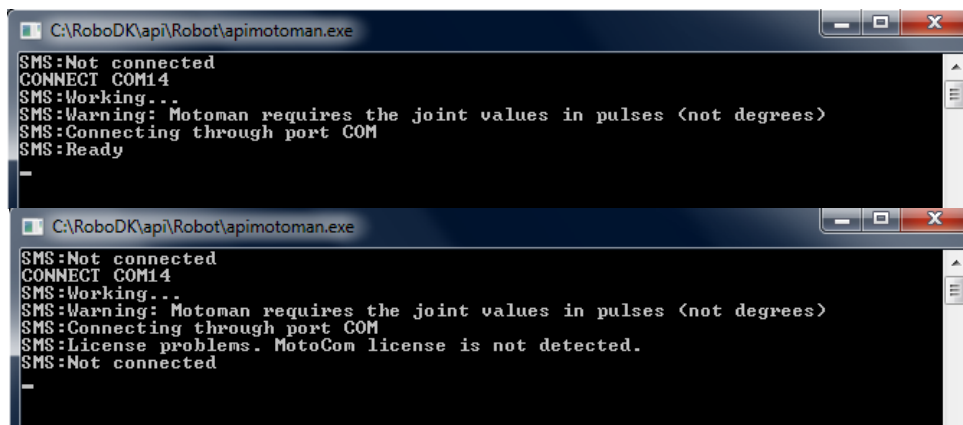 C:\RoboDK\api\Robot\apimotoman.exe
SMS:Not connected
CONNECT COM14
SMS:Working...
SMS:Warning: Motoman requires the joint values in pulses (not degrees)
SMS:Connecting through port COM
SMS:Ready
C:\RoboDK\api\Robot\apimotoman.exe
SMS:Not connected
CONNECT COM14
SMS:Working...
SMS:Warning: Motoman requires the joint values in pulses (not degrees)
SMS:Connecting through port COM
SMS:License problems. MotoCom license is not detected.
SMS:Not connected